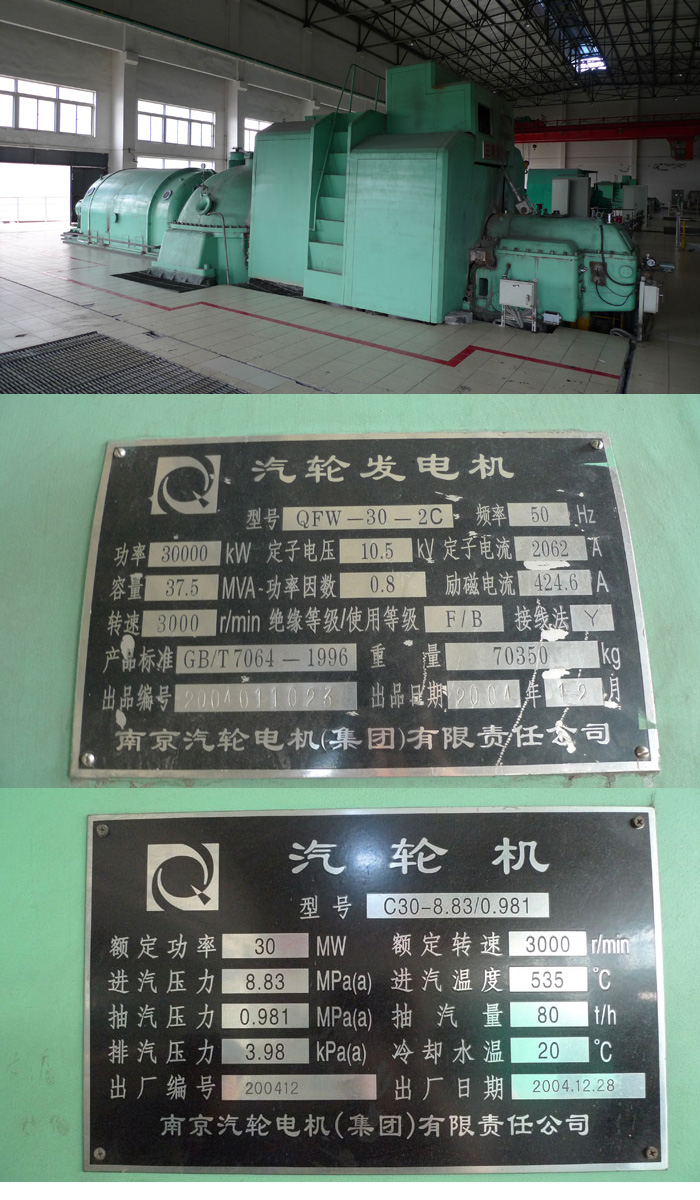 汽轮发电机
型号 QFW－30－2C 频率 50 Hz
功率 30000 kW 定子电压 10.5 kV 定子电流 2062 A
容量 37.5 MVA 功率因数 0.8 励磁电流 424.6 A
转速 3000 r/min 绝缘等级/使用等级 F/B 接线法 Y
产品标准 GB/T 7064－1996 重量 70350 kg
出品编号 2004011023 出品日期 2004 年 12 月
南京汽轮电机(集团)有限责任公司
汽轮机
型号 C30-8.83/0.981
额定功率 30 MW 额定转速 3000 r/min
进汽压力 8.83 MPa(a) 进汽温度 535 ℃
抽汽压力 0.981 MPa(a) 抽汽量 80 t/h
排汽压力 3.98 kPa(a) 冷却水温 20 ℃
出厂编号 200412 出厂日期 2004.12.28
南京汽轮电机(集团)有限责任公司